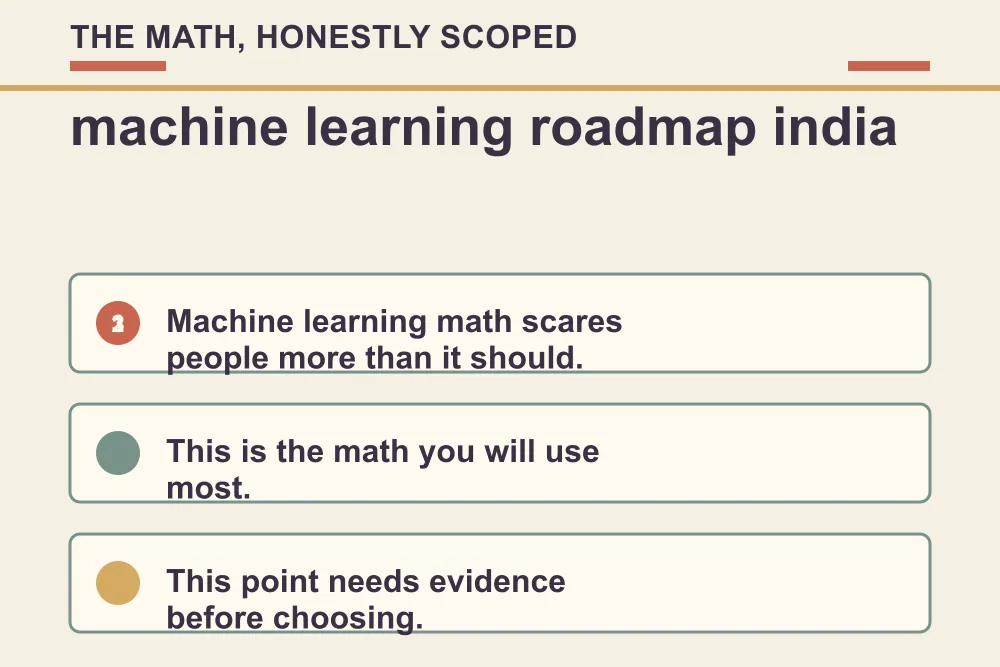 THE MATH, HONESTLY SCOPED
machine learning roadmap india
Machine learning math scares
people more than it should.
This is the math you will use
most.
This point needs evidence
before choosing.